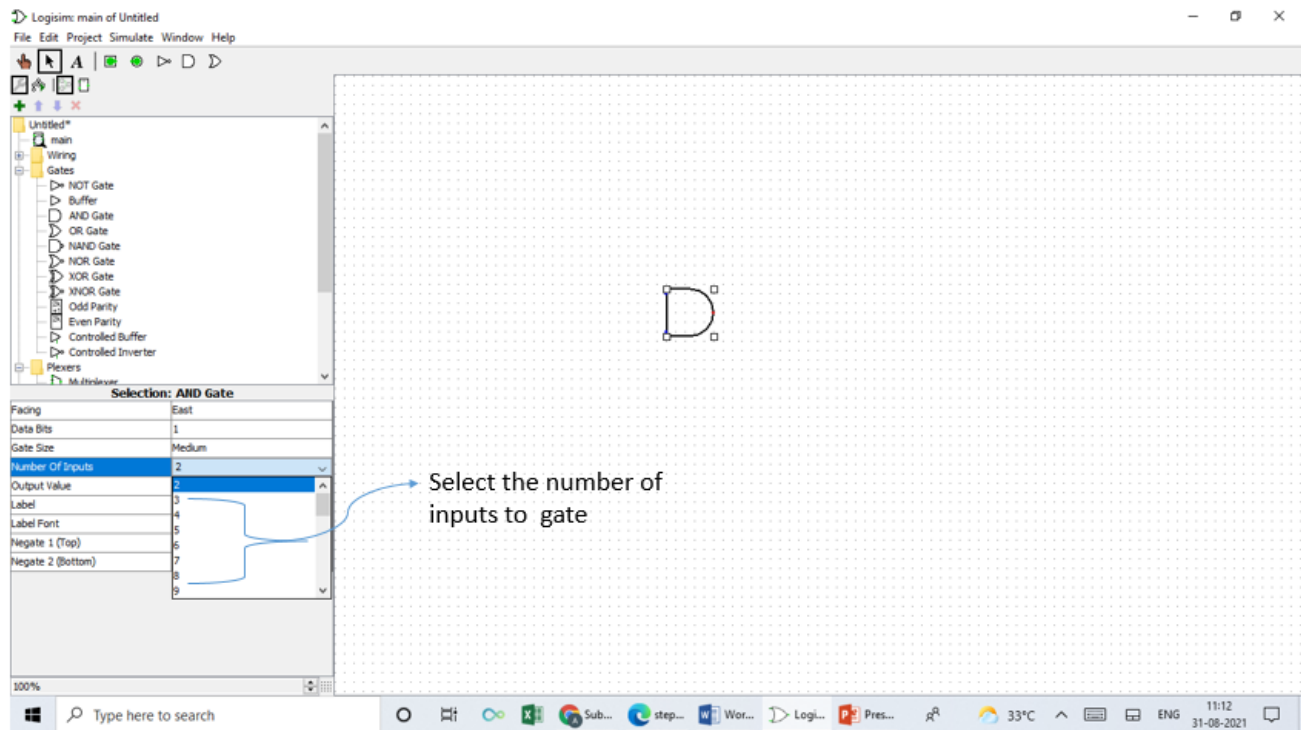 Logisim: main of Untitled
File Edit Project Simulate Window Help
A
Untitled*
main
Wiring
Gates
NOT Gate
Buffer
AND Gate
OR Gate
NAND Gate
NOR Gate
XOR Gate
XNOR Gate
Odd Parity
Even Parity
Controlled Buffer
Controlled Inverter
Plexers
Multiplexer
Selection: AND Gate
Facing East
Data Bits 1
Gate Size Medium
Number Of Inputs 2
Output Value
Label
Label Font
Negate 1 (Top)
Negate 2 (Bottom)
2
3
4
5
6
7
8
9
Select the number of
inputs to gate
100%
Type here to search
Sub... step... Wor... Logi... Pres... 33°C ENG
11:12
31-08-2021